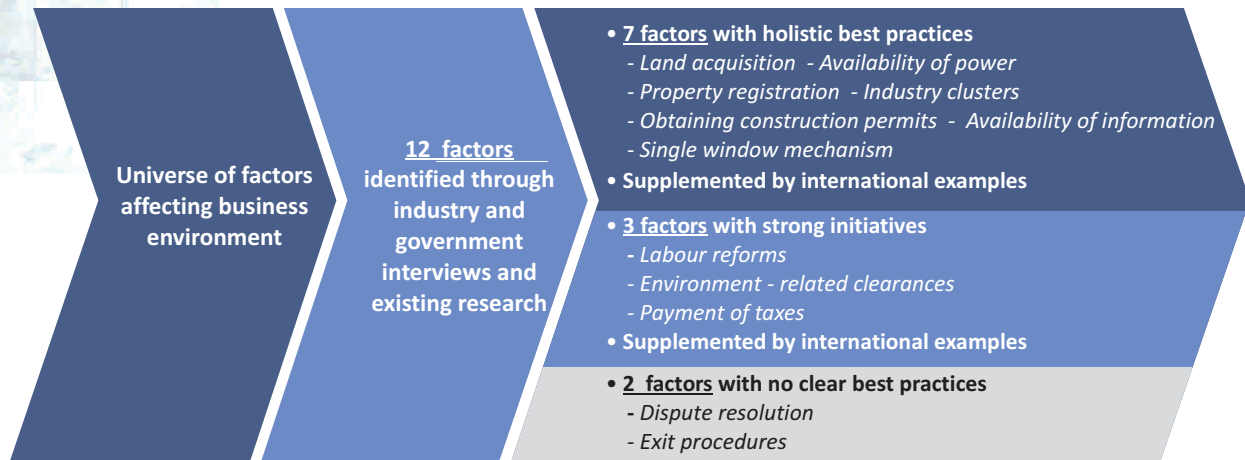 Universe of factors
affecting business
environment
12 factors
identified through
industry and
government
interviews and
existing research
• 7 factors with holistic best practices
- Land acquisition - Availability of power
- Property registration - Industry clusters
- Obtaining construction permits - Availability of information
- Single window mechanism
• Supplemented by international examples
• 3 factors with strong initiatives
- Labour reforms
- Environment - related clearances
- Payment of taxes
• Supplemented by international examples
• 2 factors with no clear best practices
- Dispute resolution
- Exit procedures